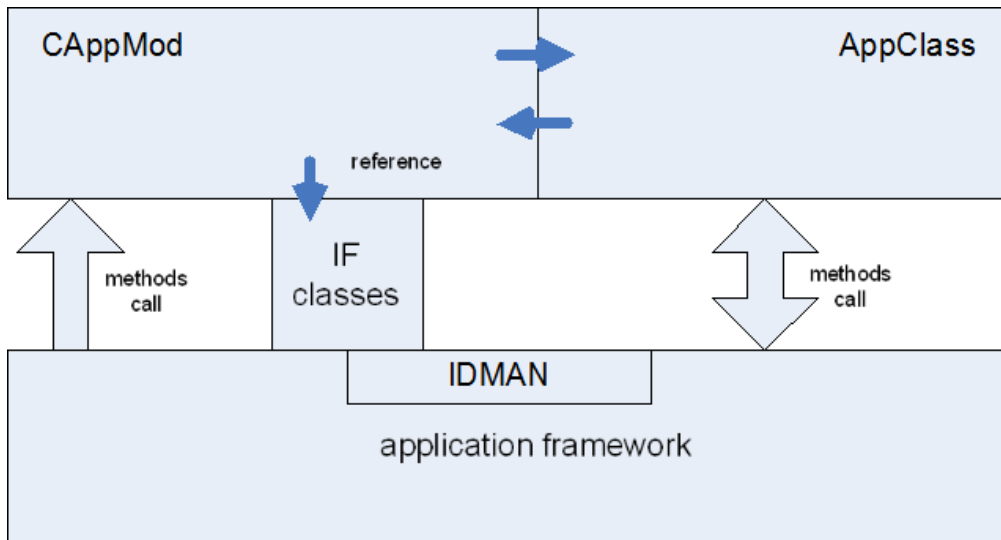 CAppMod
AppClass
reference
IF
classes
methods
call
methods
call
IDMAN
application framework